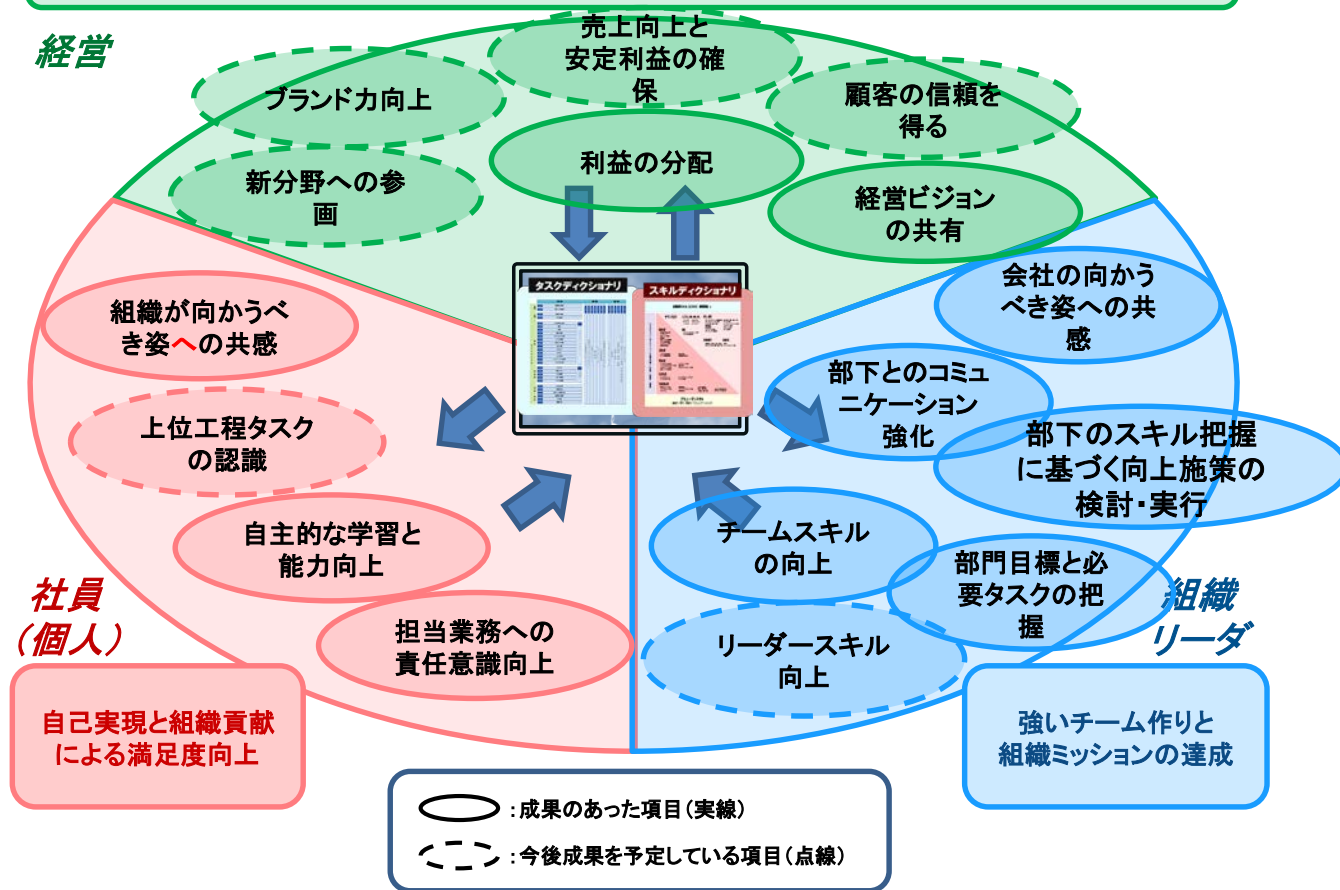 経営
売上向上と
安定利益の確
保
ブランド力向上
顧客の信頼を
得る
利益の分配
新分野への参
画
経営ビジョン
の共有
タスクディクショナリ
スキルディクショナリ
組織が向かうべ
き姿への共感
会社の向かう
べき姿への共
感
上位工程タスク
の認識
部下とのコミュ
ニケーション
強化
部下のスキル把握
に基づく向上施策の
検討・実行
自主的な学習と
能力向上
チームスキル
の向上
部門目標と必
要タスクの把
握
担当業務への
責任意識向上
リーダースキル
向上
社員
（個人）
組織
リーダ
自己実現と組織貢献
による満足度向上
強いチーム作りと
組織ミッションの達成
：成果のあった項目（実線）
：今後成果を予定している項目（点線）